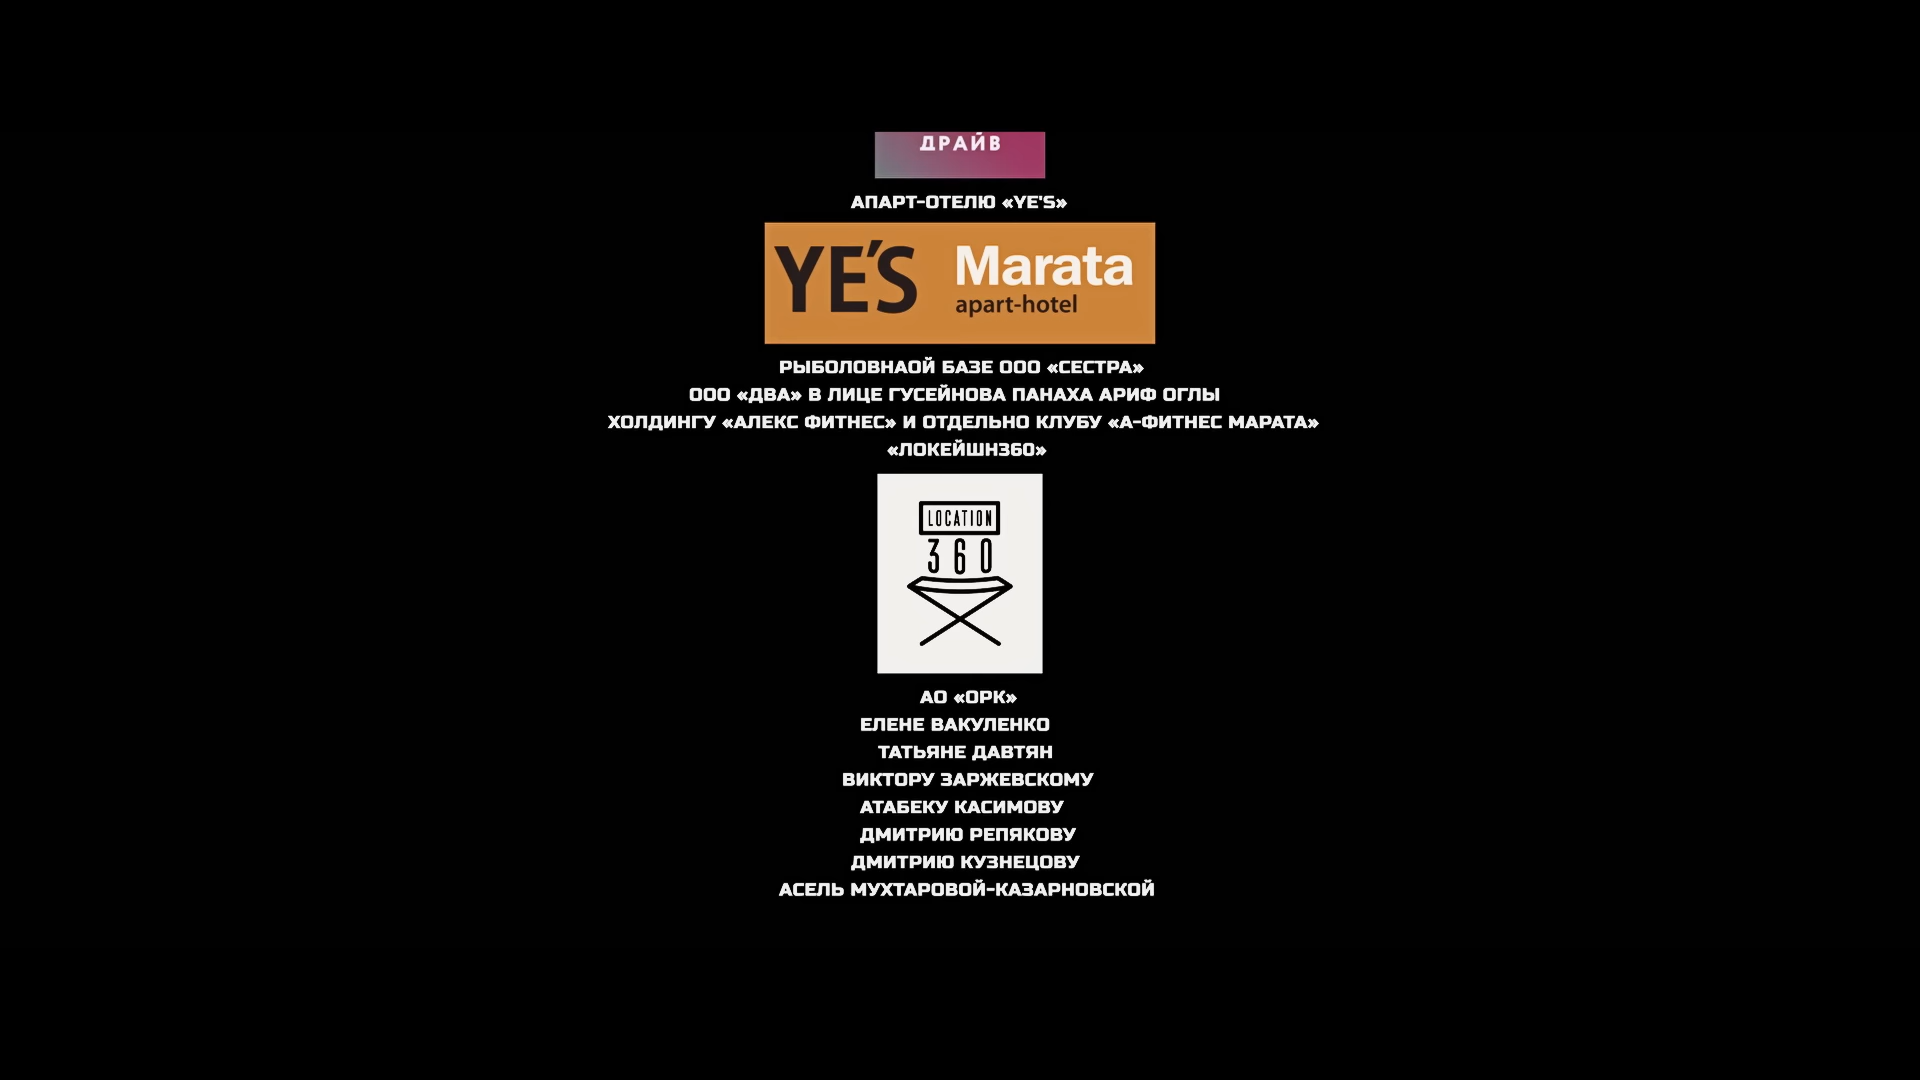 ДРАЙВ
АПАРТ-ОТЕЛЮ «YE'S»
YE'S Marata
apart-hotel
РЫБОЛОВНАОЙ БАЗЕ ООО «СЕСТРА»
ООО «ДВА» В ЛИЦЕ ГУСЕЙНОВА ПАНАХА АРИФ ОГЛЫ
ХОЛДИНГУ «АЛЕКС ФИТНЕС» И ОТДЕЛЬНО КЛУБУ «А-ФИТНЕС МАРАТА»
«ЛОКЕЙШН360»
LOCATION
360
АО «ОРК»
ЕЛЕНЕ ВАКУЛЕНКО
ТАТЬЯНЕ ДАВТЯН
ВИКТОРУ ЗАРЖЕВСКОМУ
АТАБЕКУ КАСИМОВУ
ДМИТРИЮ РЕПЯКОВУ
ДМИТРИЮ КУЗНЕЦОВУ
АСЕЛЬ МУХТАРОВОЙ-КАЗАРНОВСКОЙ